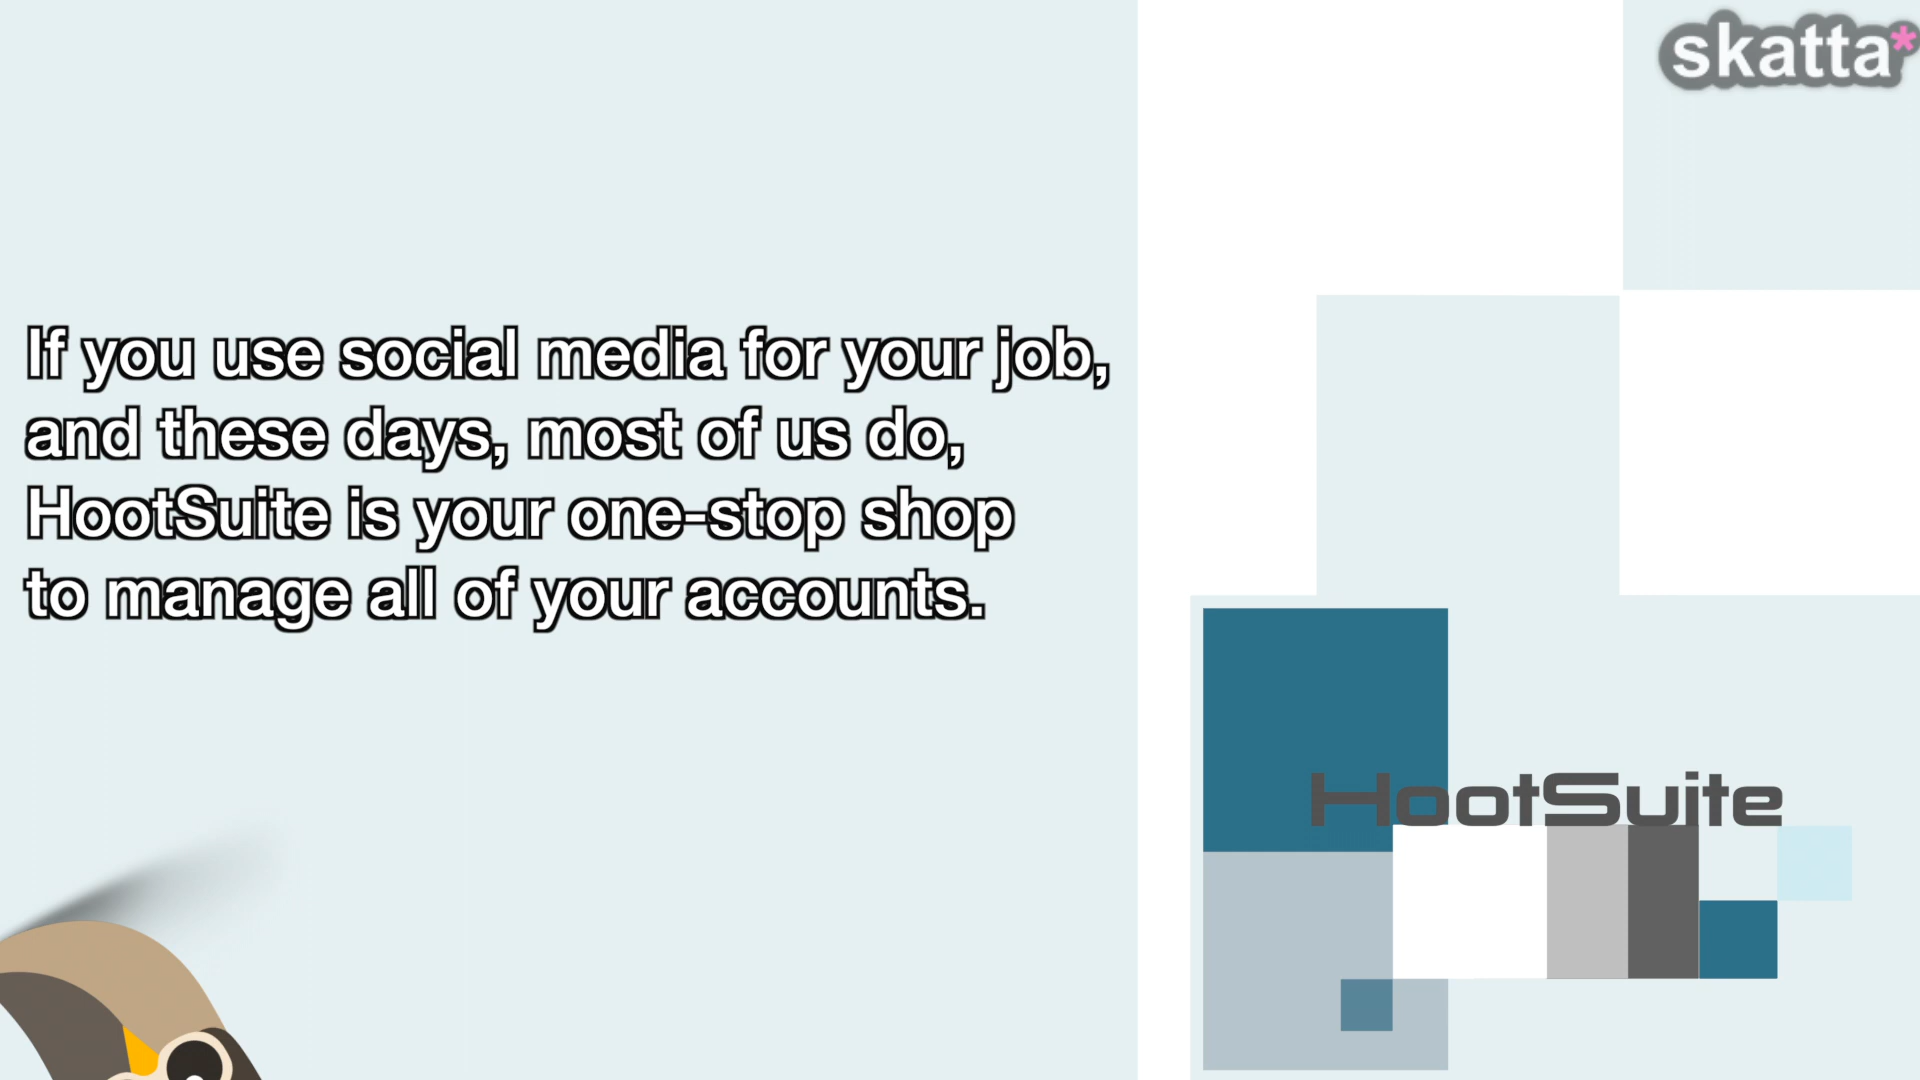 skatta*
If you use social media for your job,
and these days, most of us do,
HootSuite is your one-stop shop
to manage all of your accounts.
HootSuite